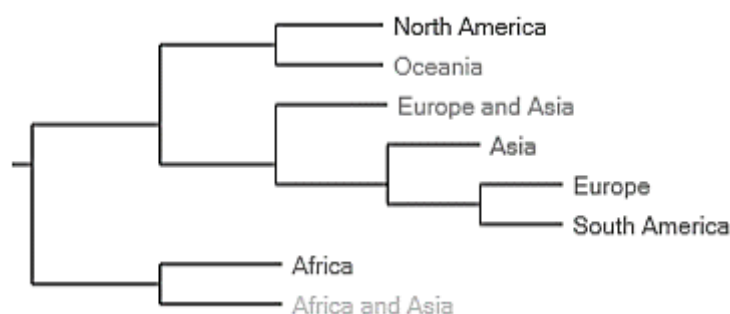 North America
Oceania
Europe and Asia
Asia
Europe
South America
Africa
Africa and Asia